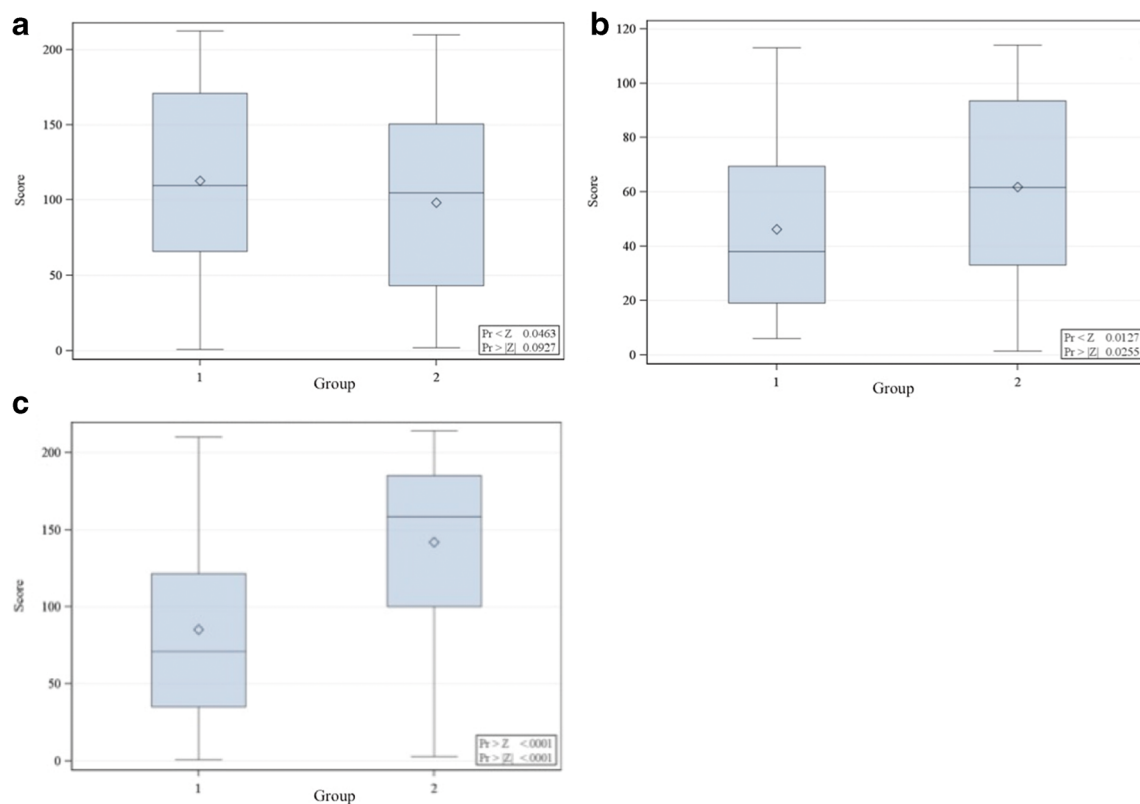 a
200
150
100
50
0
Score
1 2
Group
Pr < Z 0.0463
Pr > |Z| 0.0927
b
120
100
80
60
40
20
0
Score
1 2
Group
Pr < Z 0.0127
Pr > |Z| 0.0255
c
200
150
100
50
0
Score
1 2
Group
Pr > Z <.0001
Pr > |Z| <.0001